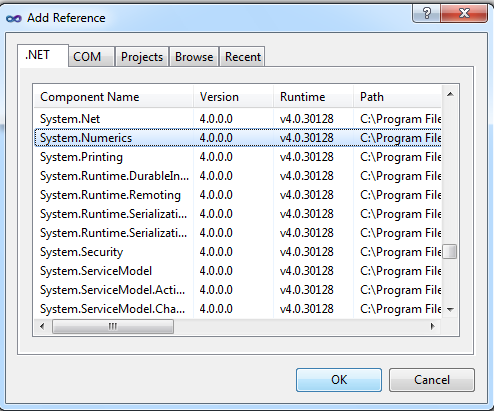 Add Reference
.NET COM Projects Browse Recent
Component Name Version Runtime Path
System.Net 4.0.0.0 v4.0.30128 C:\Program File
System.Numerics 4.0.0.0 v4.0.30128 C:\Program File
System.Printing 4.0.0.0 v4.0.30128 C:\Program File
System.Runtime.DurableIn... 4.0.0.0 v4.0.30128 C:\Program File
System.Runtime.Remoting 4.0.0.0 v4.0.30128 C:\Program File
System.Runtime.Serializati... 4.0.0.0 v4.0.30128 C:\Program File
System.Runtime.Serializati... 4.0.0.0 v4.0.30128 C:\Program File
System.Security 4.0.0.0 v4.0.30128 C:\Program File
System.ServiceModel 4.0.0.0 v4.0.30128 C:\Program File
System.ServiceModel.Acti... 4.0.0.0 v4.0.30128 C:\Program File
System.ServiceModel.Cha... 4.0.0.0 v4.0.30128 C:\Program File
OK Cancel